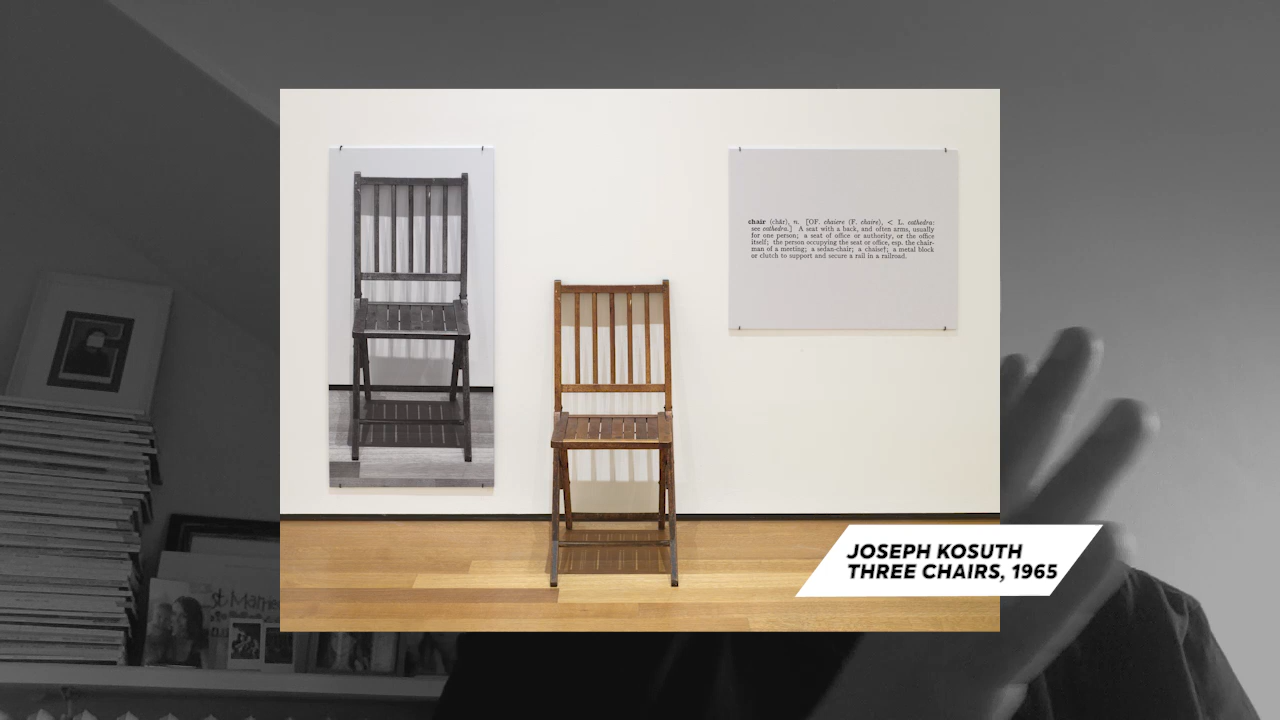 chair (châr), n. [OF. chaiere (F. chaire), < L. cathedra:
see cathedra.] A seat with a back, and often arms, usually
for one person; a seat of office or authority, or the office
itself; the person occupying the seat or office, esp. the chair-
man of a meeting; a sedan-chair; a chaise†; a metal block
or clutch to support and secure a rail in a railroad.
JOSEPH KOSUTH
THREE CHAIRS, 1965